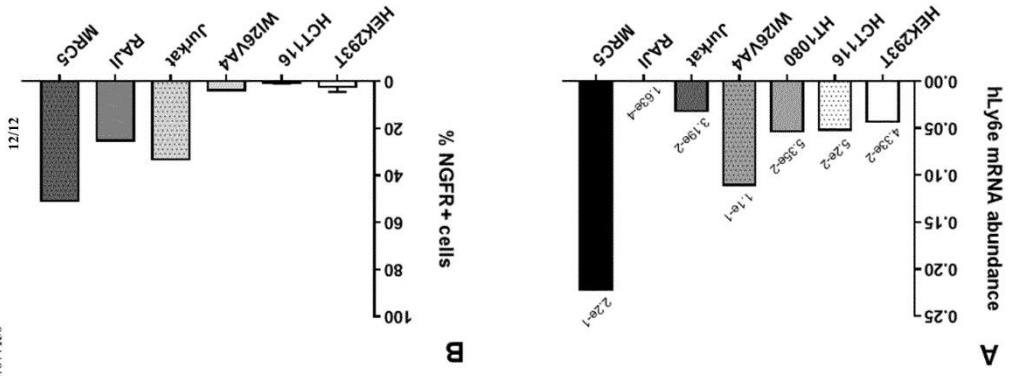 A
hLy6e mRNA abundance
0.25
0.20
0.15
0.10
0.05
0.00
4.33e-2
5.2e-2
5.35e-2
1.1e-1
3.19e-2
1.63e-4
2.2e-1
HEK293T
HCT116
HT1080
WI26VA4
Jurkat
RAJI
MRC5
B
% NGFR+ cells
100
80
60
40
20
0
HEK293T
HCT116
WI26VA4
Jurkat
RAJI
MRC5
12/12